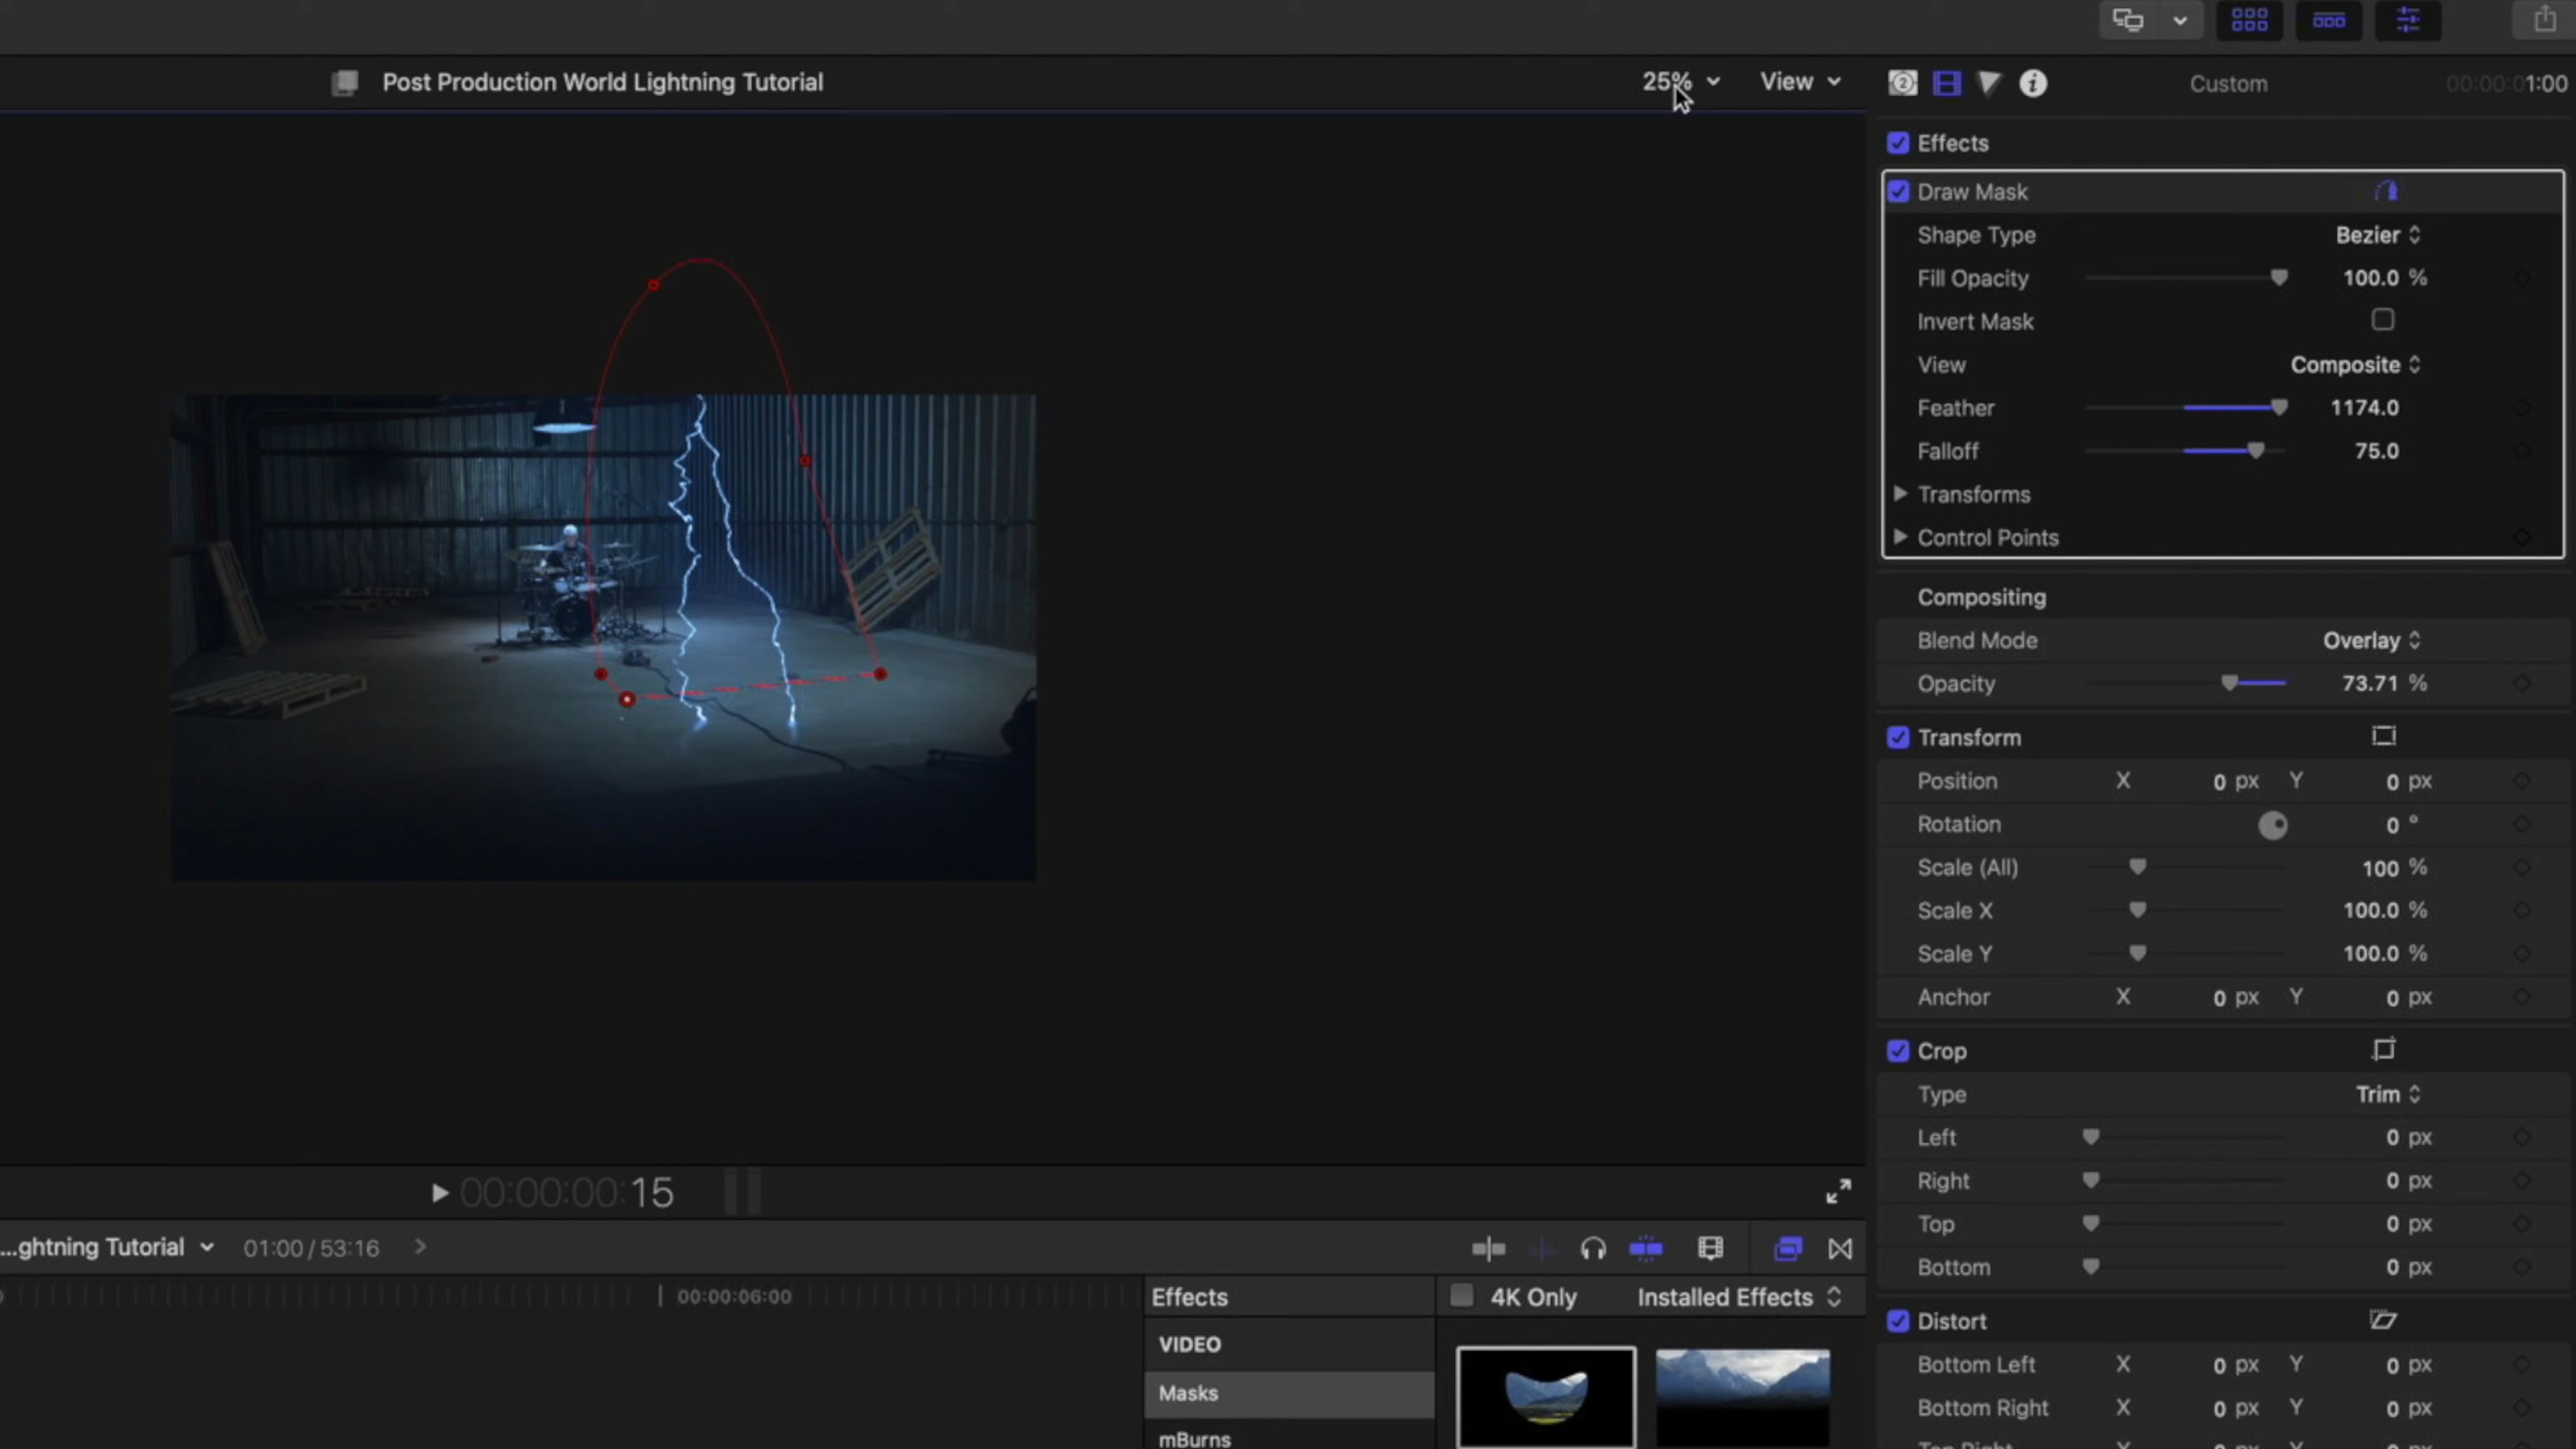 Post Production World Lightning Tutorial
25%
View
Custom
00:00:01:00
Effects
Draw Mask
Shape Type Bezier
Fill Opacity 100.0 %
Invert Mask
View Composite
Feather 1174.0
Falloff 75.0
Transforms
Control Points
Compositing
Blend Mode Overlay
Opacity 73.71 %
Transform
Position X 0 px Y 0 px
Rotation 0 °
Scale (All) 100 %
Scale X 100.0 %
Scale Y 100.0 %
Anchor X 0 px Y 0 px
Crop
Type Trim
Left 0 px
Right 0 px
Top 0 px
Bottom 0 px
Distort
Bottom Left X 0 px Y 0 px
Bottom Right X 0 px Y 0 px
00:00:00:15
...ghtning Tutorial
01:00 / 53:16
00:00:06:00
Effects
4K Only
Installed Effects
VIDEO
Masks
mBurns